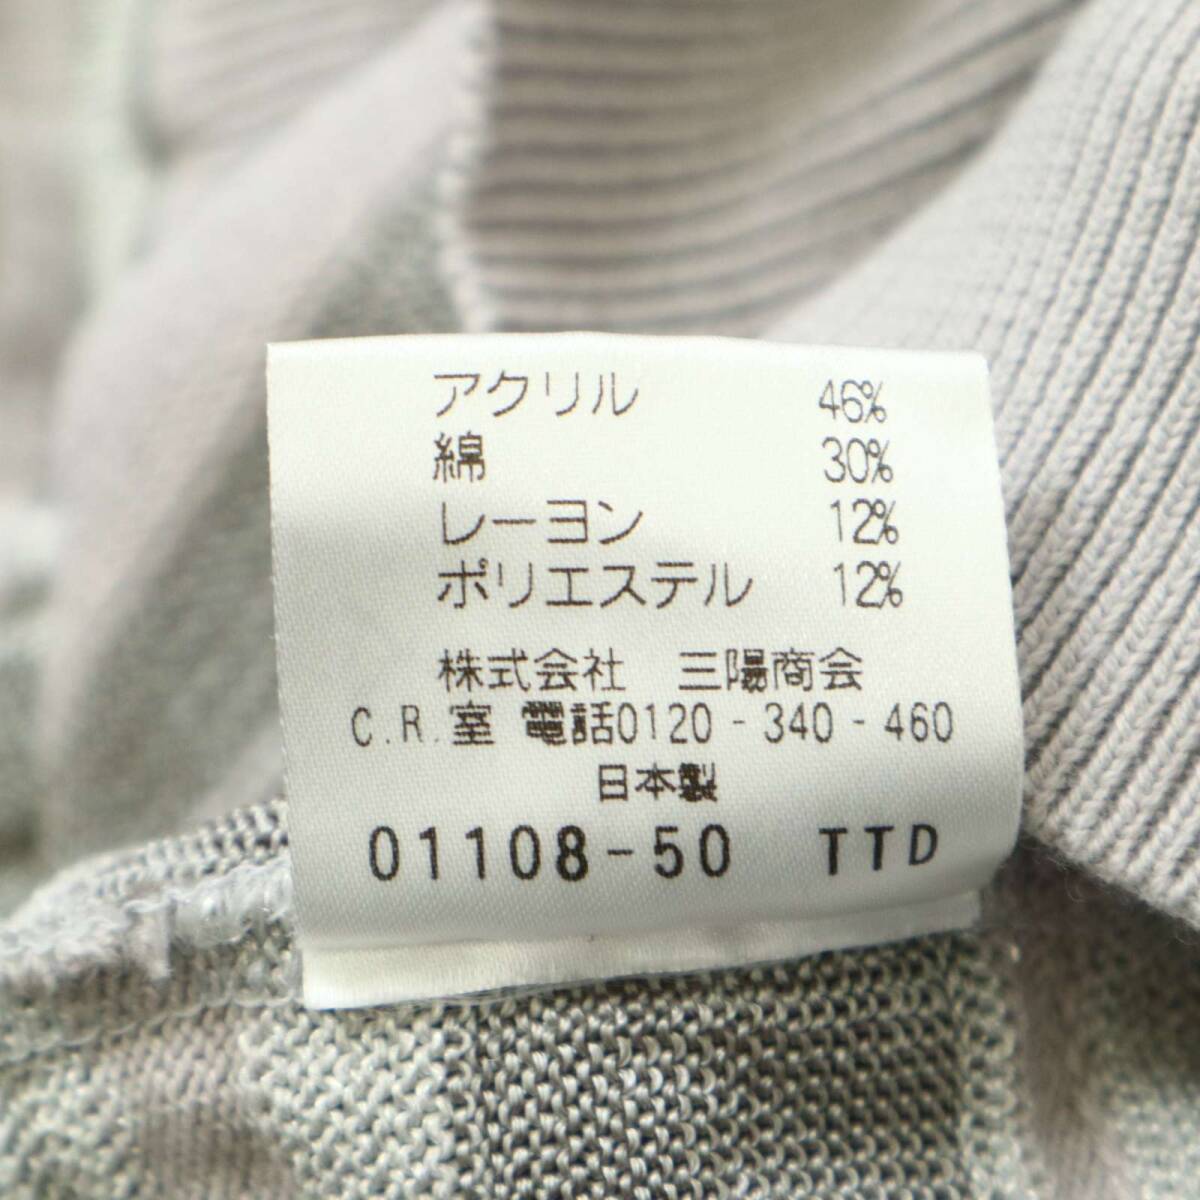 アクリル 46%
綿 30%
レーヨン 12%
ポリエステル 12%
株式会社 三陽商会
C.R.室 電話0120-340-460
日本製
01108-50 TTD